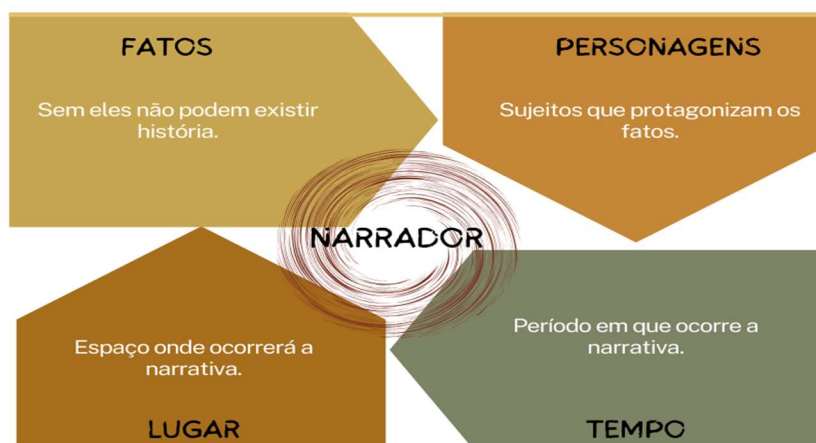 FATOS
Sem eles não podem existir
história.
PERSONAGENS
Sujeitos que protagonizam os
fatos.
NARRADOR
Espaço onde ocorrerá a
narrativa.
LUGAR
Período em que ocorre a
narrativa.
TEMPO